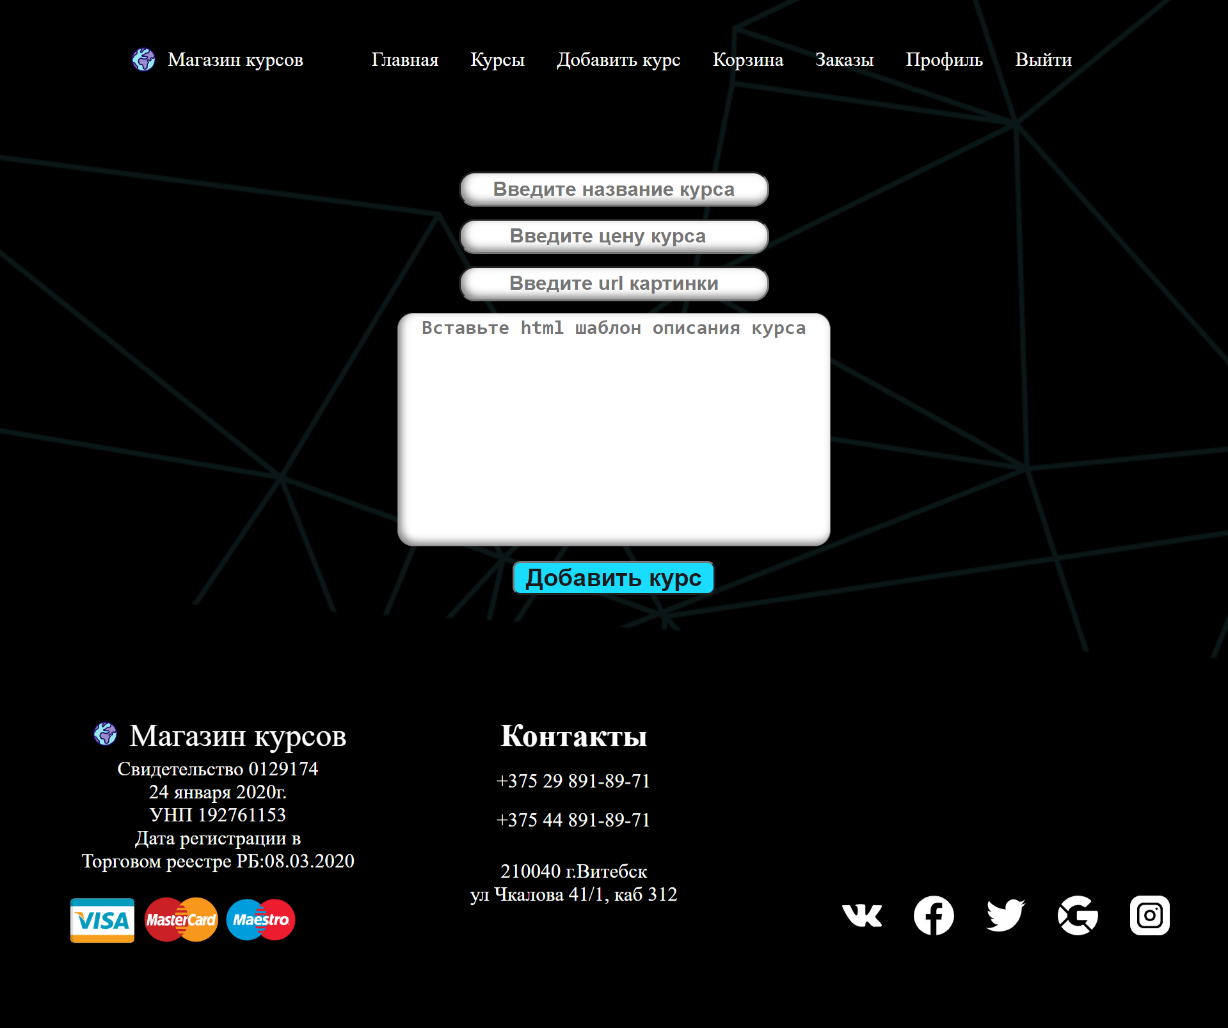 Магазин курсов Главная Курсы Добавить курс Корзина Заказы Профиль Выйти
Введите название курса
Введите цену курса
Введите url картинки
Вставьте html шаблон описания курса
Добавить курс
Магазин курсов
Свидетельство 0129174
24 января 2020г.
УНП 192761153
Дата регистрации в
Торговом реестре РБ:08.03.2020
VISA MasterCard Maestro
Контакты
+375 29 891-89-71
+375 44 891-89-71
210040 г.Витебск
ул Чкалова 41/1, каб 312